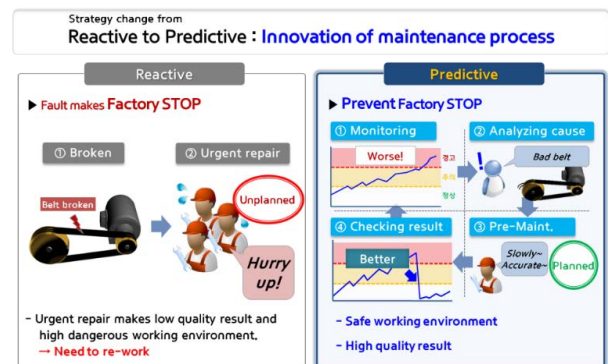 Strategy change from
Reactive to Predictive : Innovation of maintenance process
Reactive
▶ Fault makes Factory STOP
① Broken
Belt broken
② Urgent repair
Unplanned
Hurry
up!
- Urgent repair makes low quality result and
high dangerous working environment.
→ Need to re-work
Predictive
▶ Prevent Factory STOP
① Monitoring
Worse!
경고
주의
정상
② Analyzing cause
!
Bad belt
③ Pre-Maint.
Slowly~
Accurate~
Planned
④ Checking result
Better
- Safe working environment
- High quality result